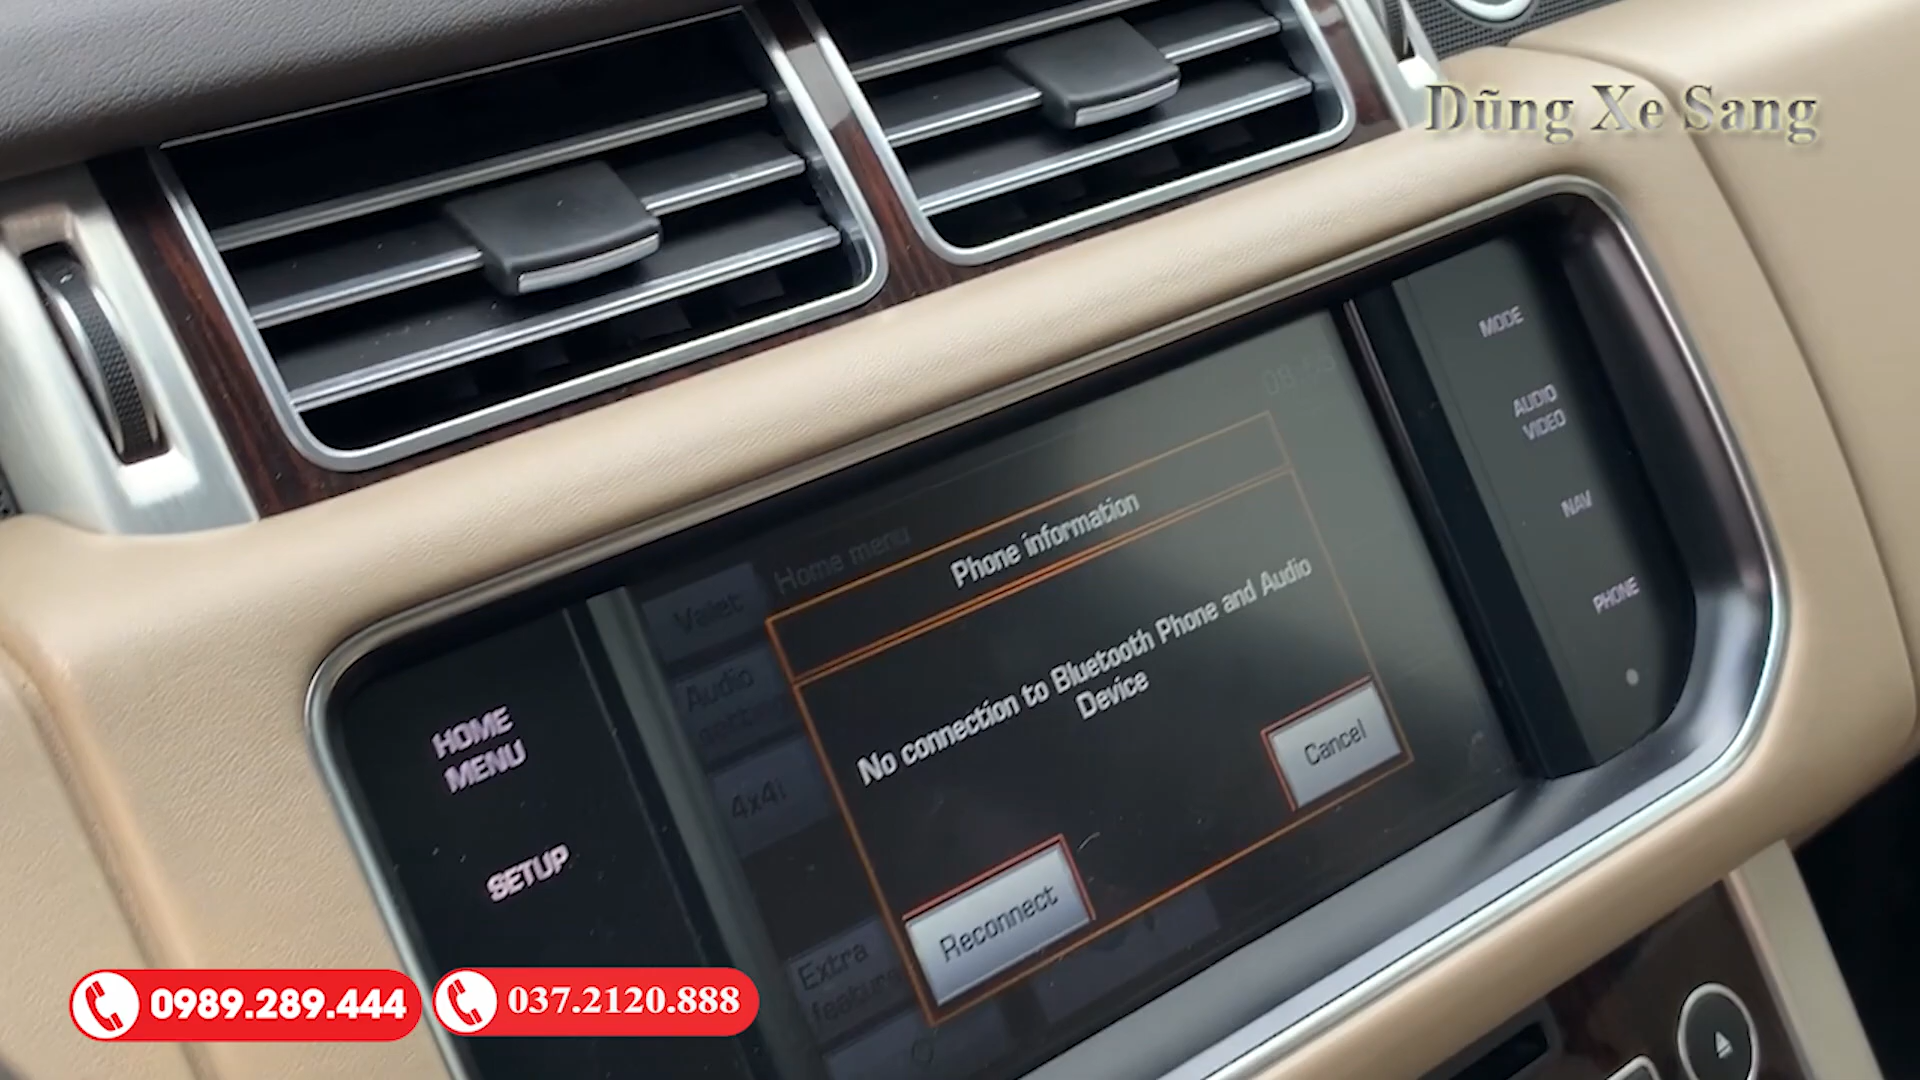 Dũng Xe Sang
MODE
AUDIO
VIDEO
NAV
PHONE
Home menu
Phone information
Valet
No connection to Bluetooth Phone and Audio
Device
Audio
4x4i
Cancel
HOME
MENU
SETUP
Reconnect
Extra
0989.289.444
037.2120.888